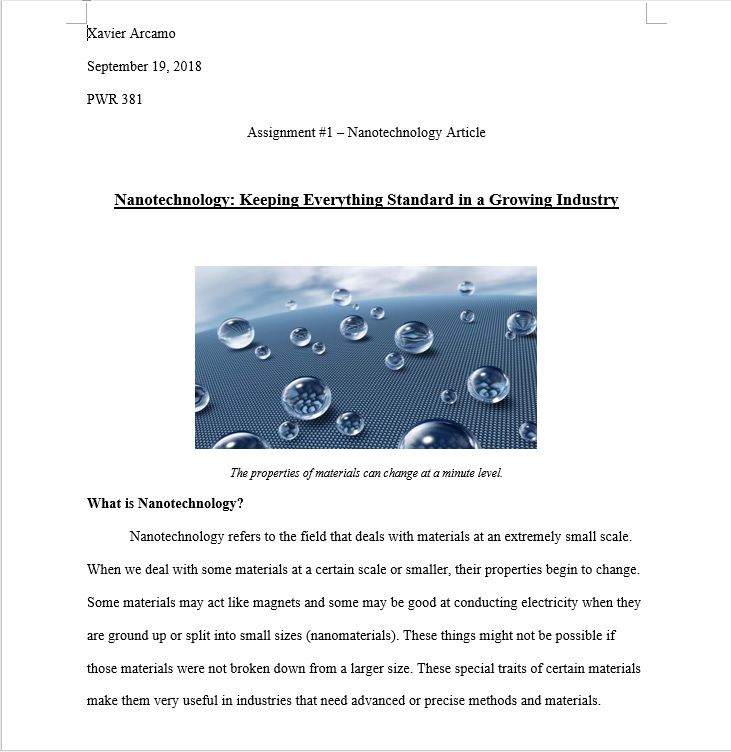 Xavier Arcamo
September 19, 2018
PWR 381
Assignment #1 – Nanotechnology Article
Nanotechnology: Keeping Everything Standard in a Growing Industry
The properties of materials can change at a minute level.
What is Nanotechnology?
Nanotechnology refers to the field that deals with materials at an extremely small scale.
When we deal with some materials at a certain scale or smaller, their properties begin to change.
Some materials may act like magnets and some may be good at conducting electricity when they
are ground up or split into small sizes (nanomaterials). These things might not be possible if
those materials were not broken down from a larger size. These special traits of certain materials
make them very useful in industries that need advanced or precise methods and materials.